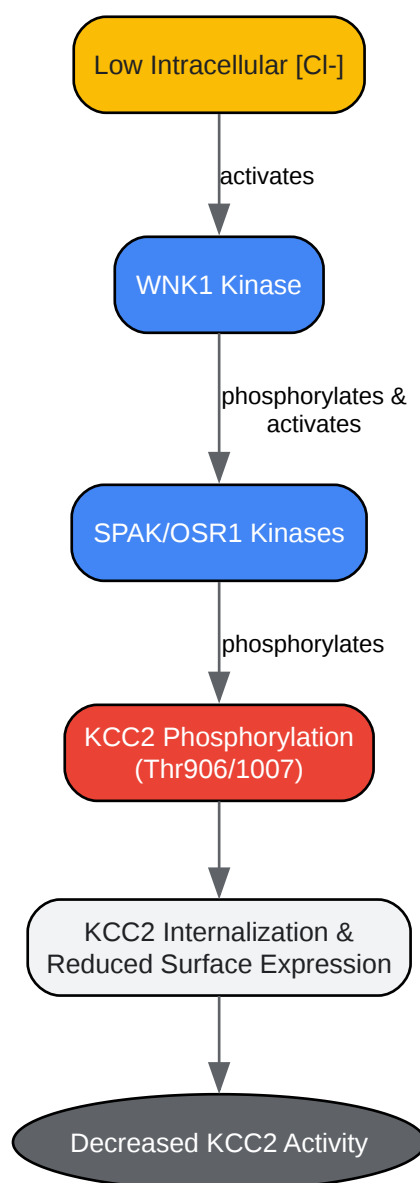 Low Intracellular [Cl-]
activates
WNK1 Kinase
phosphorylates &
activates
SPAK/OSR1 Kinases
phosphorylates
KCC2 Phosphorylation
(Thr906/1007)
KCC2 Internalization &
Reduced Surface Expression
Decreased KCC2 Activity